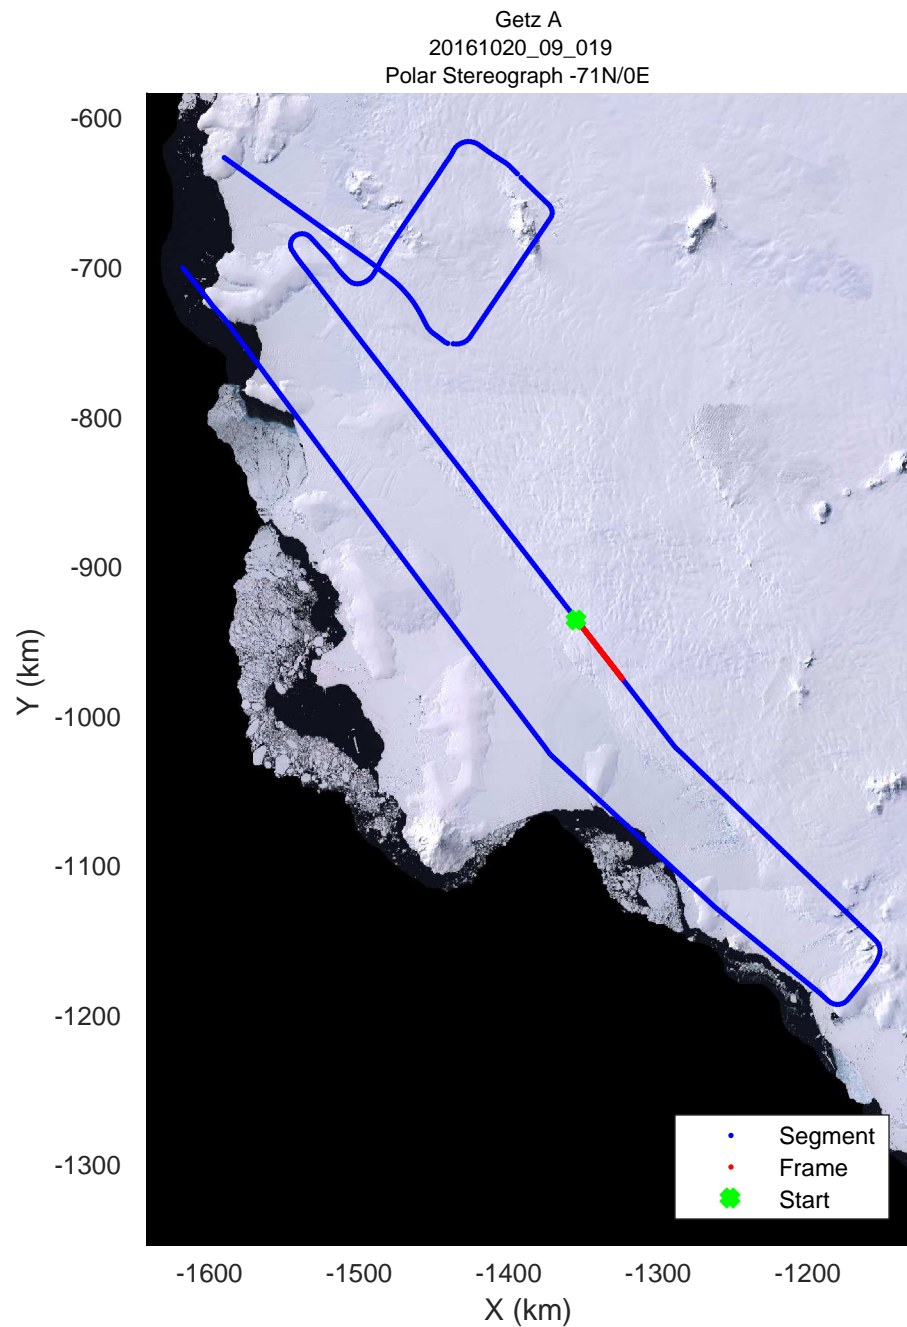 Getz A
20161020_09_019
Polar Stereograph -71N/0E
-600
-700
-800
-900
-1000
-1100
-1200
-1300
Y (km)
-1600
-1500
-1400
-1300
-1200
X (km)
Segment
Frame
Start